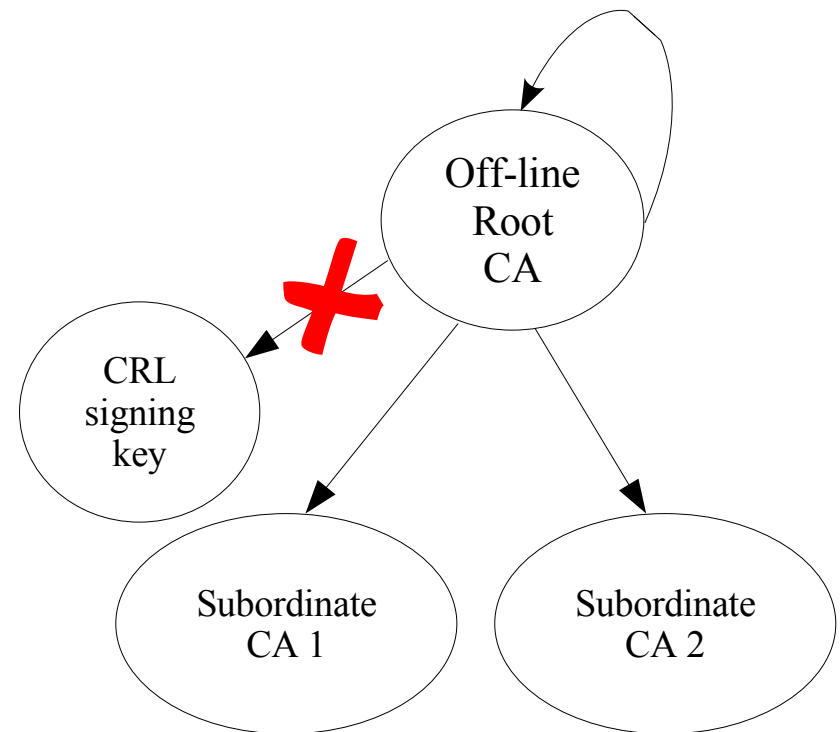 Off-line
Root
CA
CRL
signing
key
Subordinate
CA 1
Subordinate
CA 2